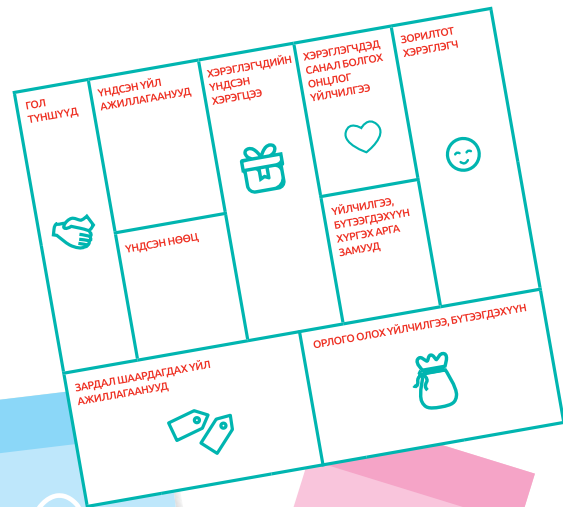 ГОЛ
ТҮНШҮҮД
ҮНДСЭН ҮЙЛ
АЖИЛЛАГААНУУД
ҮНДСЭН НӨӨЦ
ХЭРЭГЛЭГЧДИЙН
ҮНДСЭН
ХЭРЭГЦЭЭ
ХЭРЭГЛЭГЧДЭД
САНАЛ БОЛГОХ
ОНЦЛОГ
ҮЙЛЧИЛГЭЭ
ҮЙЛЧИЛГЭЭ,
БҮТЭЭГДЭХҮҮН
ХҮРГЭХ АРГА
ЗАМУУД
ЗОРИЛТОТ
ХЭРЭГЛЭГЧ
ЗАРДАЛ ШААРДАГДАХ ҮЙЛ
АЖИЛЛАГААНУУД
ОРЛОГО ОЛОХ ҮЙЛЧИЛГЭЭ, БҮТЭЭГДЭХҮҮН